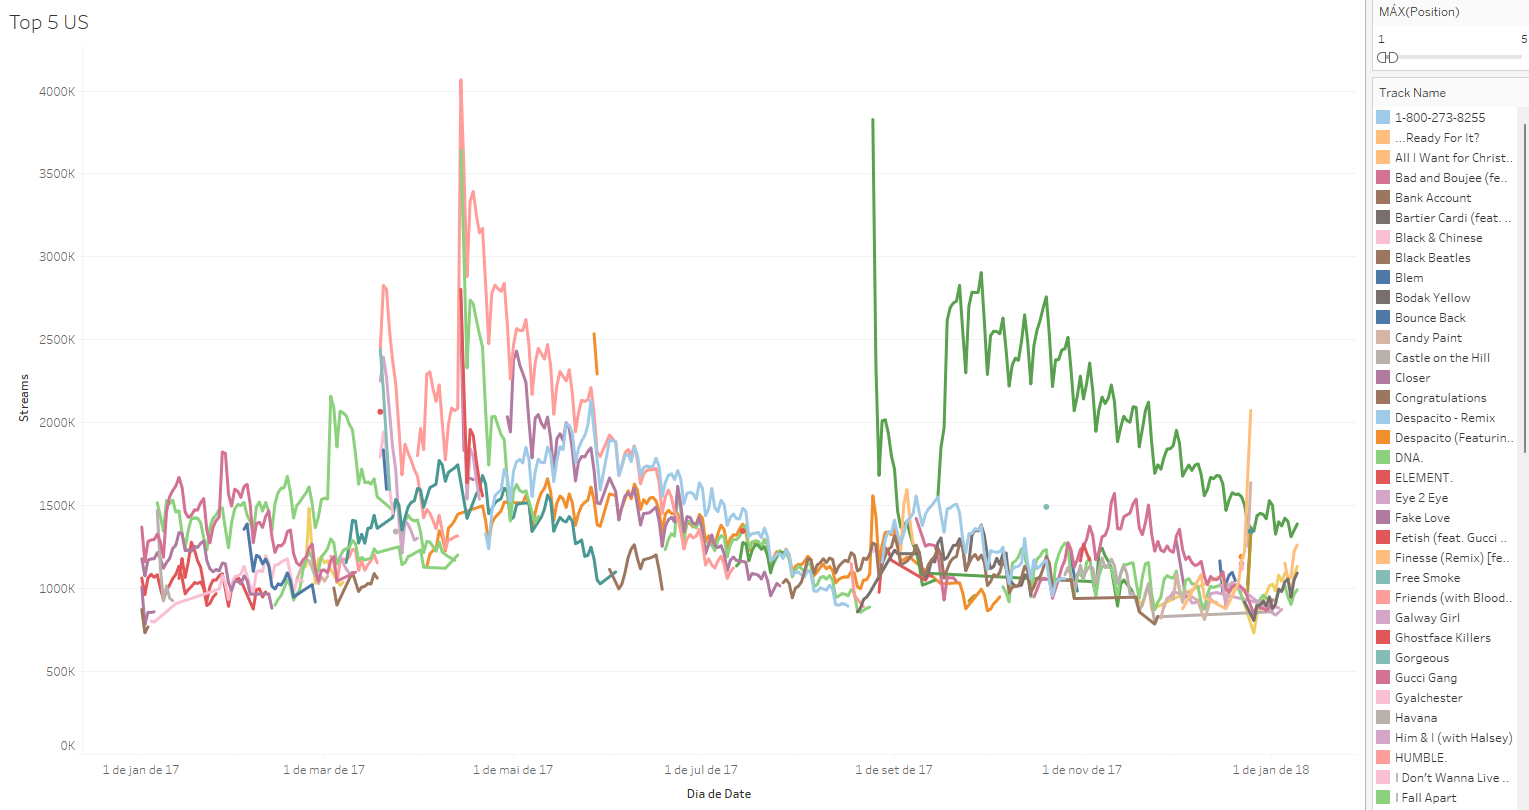 Top 5 US
4000K
3500K
3000K
2500K
2000K
1500K
1000K
500K
0K
Streams
1 de jan de 17
1 de mar de 17
1 de mai de 17
1 de jul de 17
1 de set de 17
1 de nov de 17
1 de jan de 18
Dia de Date
MÁX(Position)
1 5
Track Name
1-800-273-8255
...Ready For It?
All I Want for Christ..
Bad and Boujee (fe..
Bank Account
Bartier Cardi (feat. ..
Black & Chinese
Black Beatles
Blem
Bodak Yellow
Bounce Back
Candy Paint
Castle on the Hill
Closer
Congratulations
Despacito - Remix
Despacito (Featurin..
DNA.
ELEMENT.
Eye 2 Eye
Fake Love
Fetish (feat. Gucci ..
Finesse (Remix) [fe..
Free Smoke
Friends (with Blood..
Galway Girl
Ghostface Killers
Gorgeous
Gucci Gang
Gyalchester
Havana
Him & I (with Halsey)
HUMBLE.
I Don’t Wanna Live ..
I Fall Apart